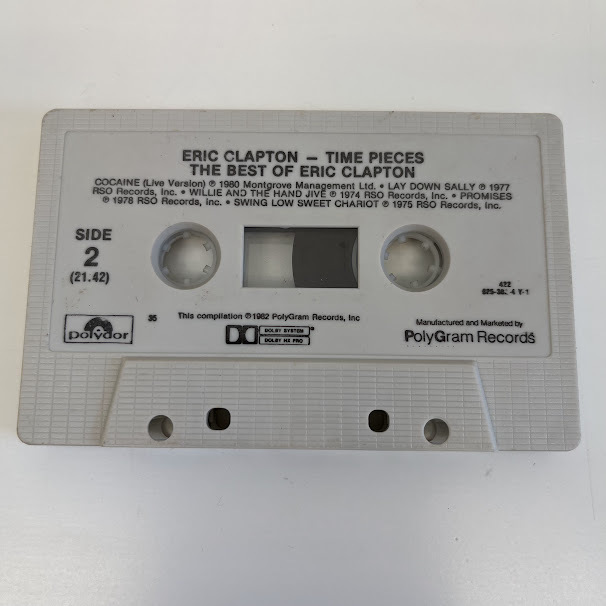 ERIC CLAPTON — TIME PIECES
THE BEST OF ERIC CLAPTON
COCAINE (Live Version) ℗ 1980 Montgrove Management Ltd. • LAY DOWN SALLY ℗ 1977
RSO Records, Inc. • WILLIE AND THE HAND JIVE ℗ 1974 RSO Records, Inc. • PROMISES
℗ 1978 RSO Records, Inc. • SWING LOW SWEET CHARIOT ℗ 1975 RSO Records, Inc.
SIDE
2
(21.42)
422
Y-1
polydor
35
This compilation ℗1982 PolyGram Records, Inc
DOLBY SYSTEM
DOLBY HX PRO
Manufactured and Marketed by
PolyGram Records